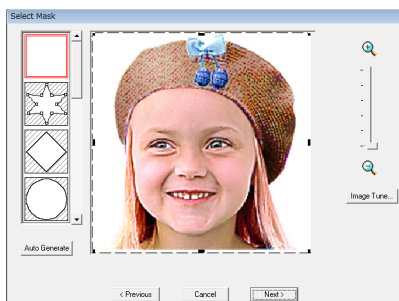 Select Mask
Image Tune...
Auto Generate
< Previous
Cancel
Next >